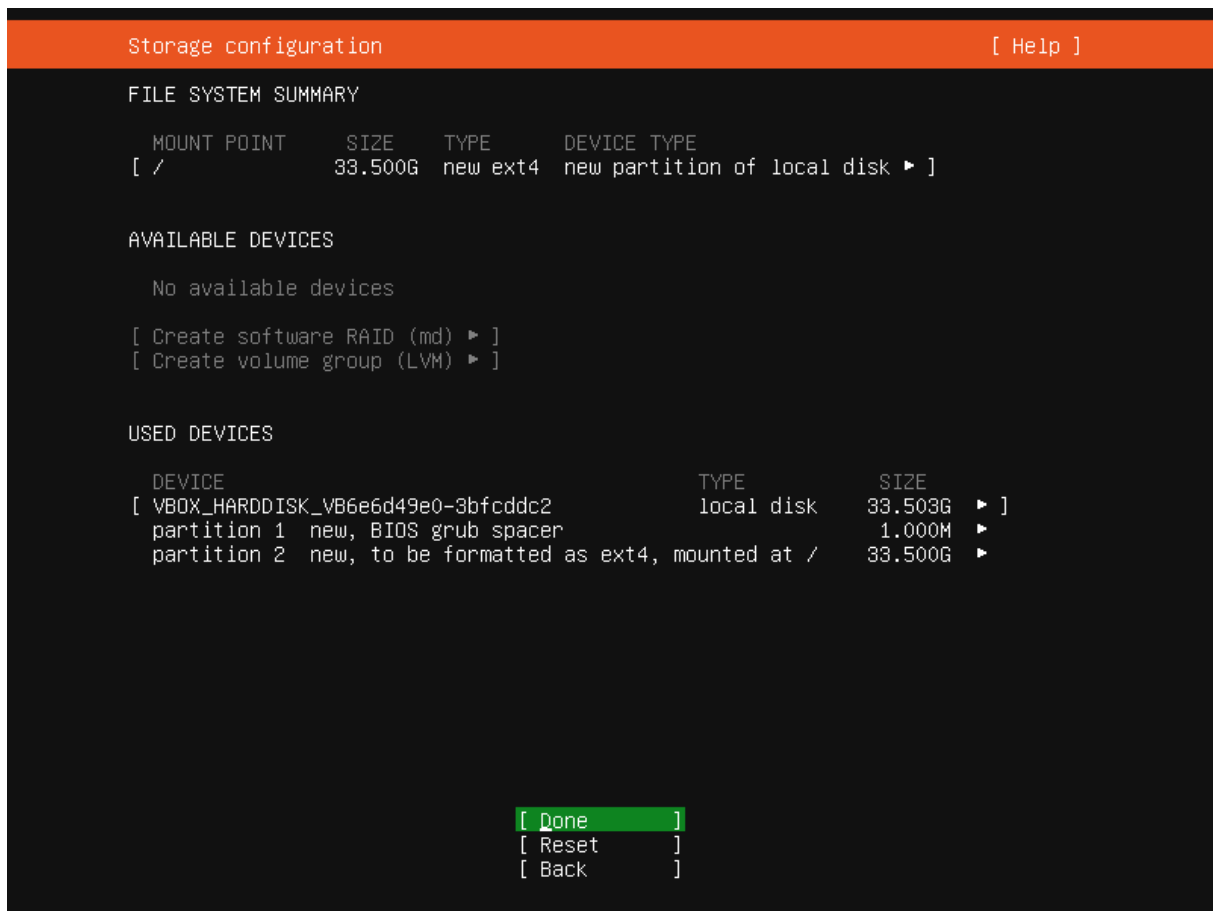 Storage configuration [ Help ]
FILE SYSTEM SUMMARY
MOUNT POINT SIZE TYPE DEVICE TYPE
[ / 33.500G new ext4 new partition of local disk ▸ ]
AVAILABLE DEVICES
No available devices
[ Create software RAID (md) ▸ ]
[ Create volume group (LVM) ▸ ]
USED DEVICES
DEVICE TYPE SIZE
[ VBOX_HARDDISK_VB6e6d49e0-3bfcddc2 local disk 33.503G ▸ ]
partition 1 new, BIOS grub spacer 1.000M ▸
partition 2 new, to be formatted as ext4, mounted at / 33.500G ▸
[ Done ]
[ Reset ]
[ Back ]